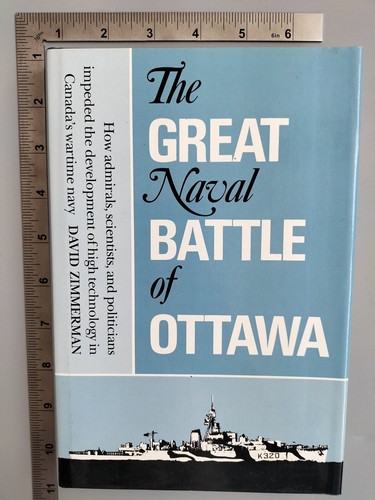 1 2 3 4 5 6
6in
1
2
3
4
5
6
7
8
9
10
11
The
GREAT
Naval
BATTLE
of
OTTAWA
How admirals, scientists, and politicians
impeded the development of high technology in
Canada's wartime navy DAVID ZIMMERMAN
K320